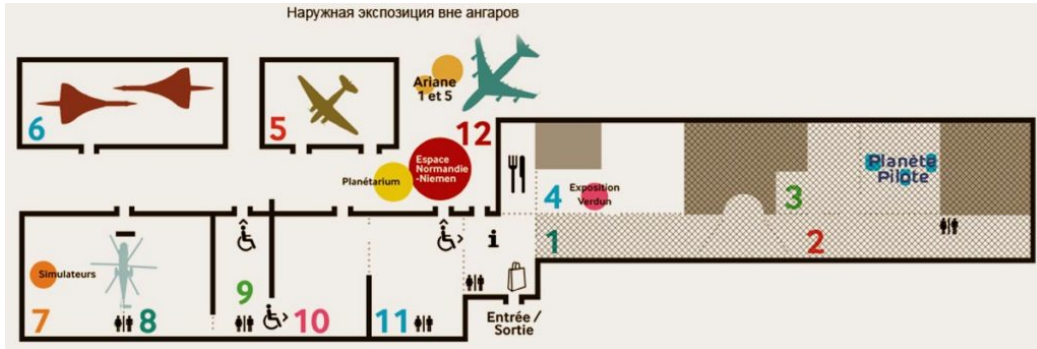 Наружная экспозиция вне ангаров
Ariane
1 et 5
6
5
12
Espace
Normandie
-Niemen
Planétarium
4
Exposition
Verdun
3
Planète
Pilote
1
2
i
Simulateurs
7
8
9
10
11
Entrée /
Sortie